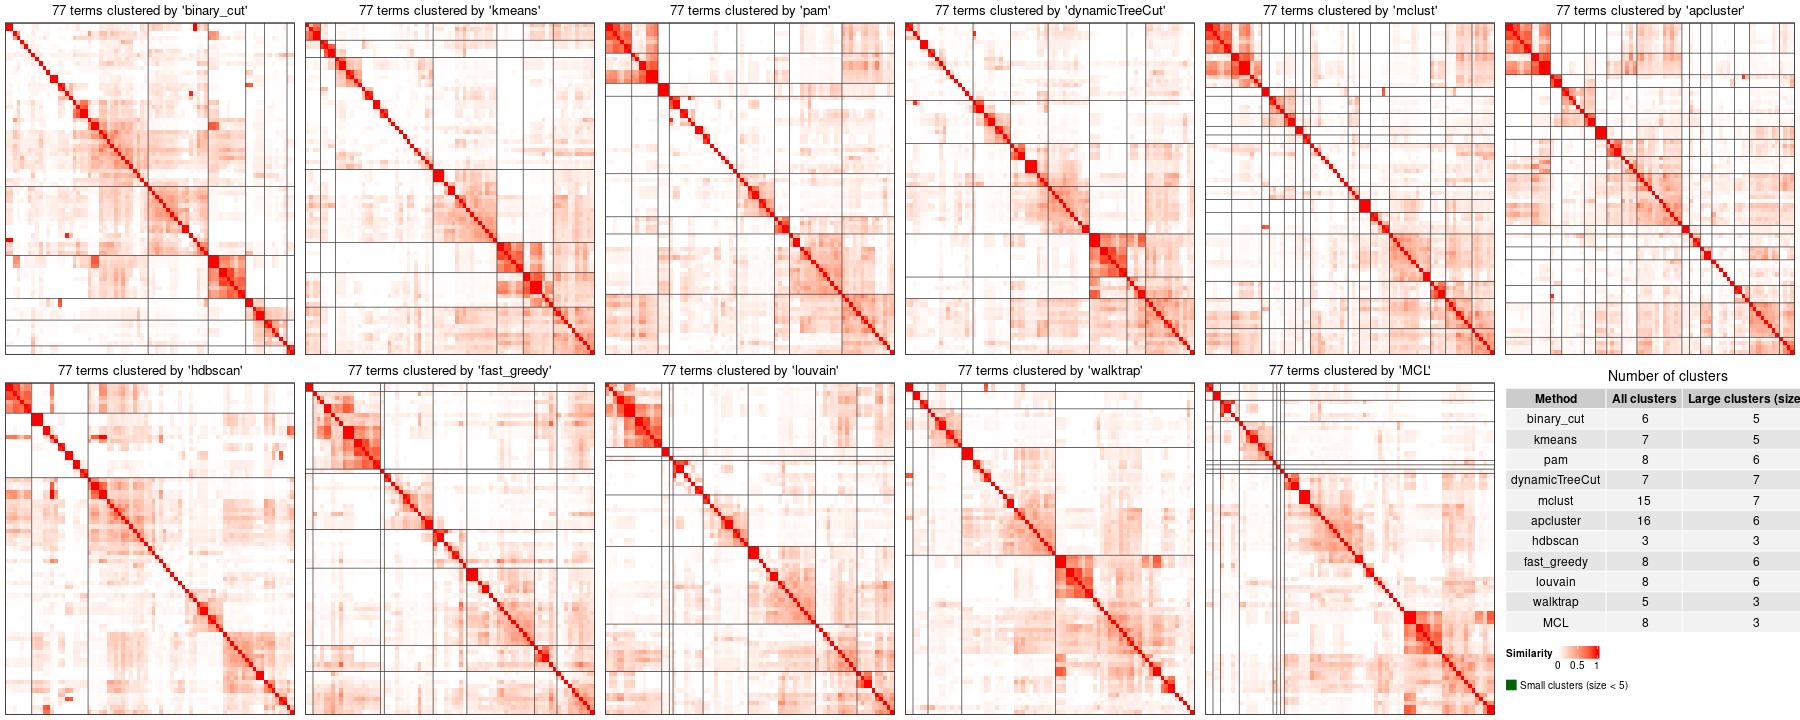 77 terms clustered by 'binary_cut'
77 terms clustered by 'kmeans'
77 terms clustered by 'pam'
77 terms clustered by 'dynamicTreeCut'
77 terms clustered by 'mclust'
77 terms clustered by 'apcluster'
77 terms clustered by 'hdbscan'
77 terms clustered by 'fast_greedy'
77 terms clustered by 'louvain'
77 terms clustered by 'walktrap'
77 terms clustered by 'MCL'
Number of clusters
Method All clusters Large clusters (size
binary_cut 6 5
kmeans 7 5
pam 8 6
dynamicTreeCut 7 7
mclust 15 7
apcluster 16 6
hdbscan 3 3
fast_greedy 8 6
louvain 8 6
walktrap 5 3
MCL 8 3
Similarity
0 0.5 1
Small clusters (size < 5)